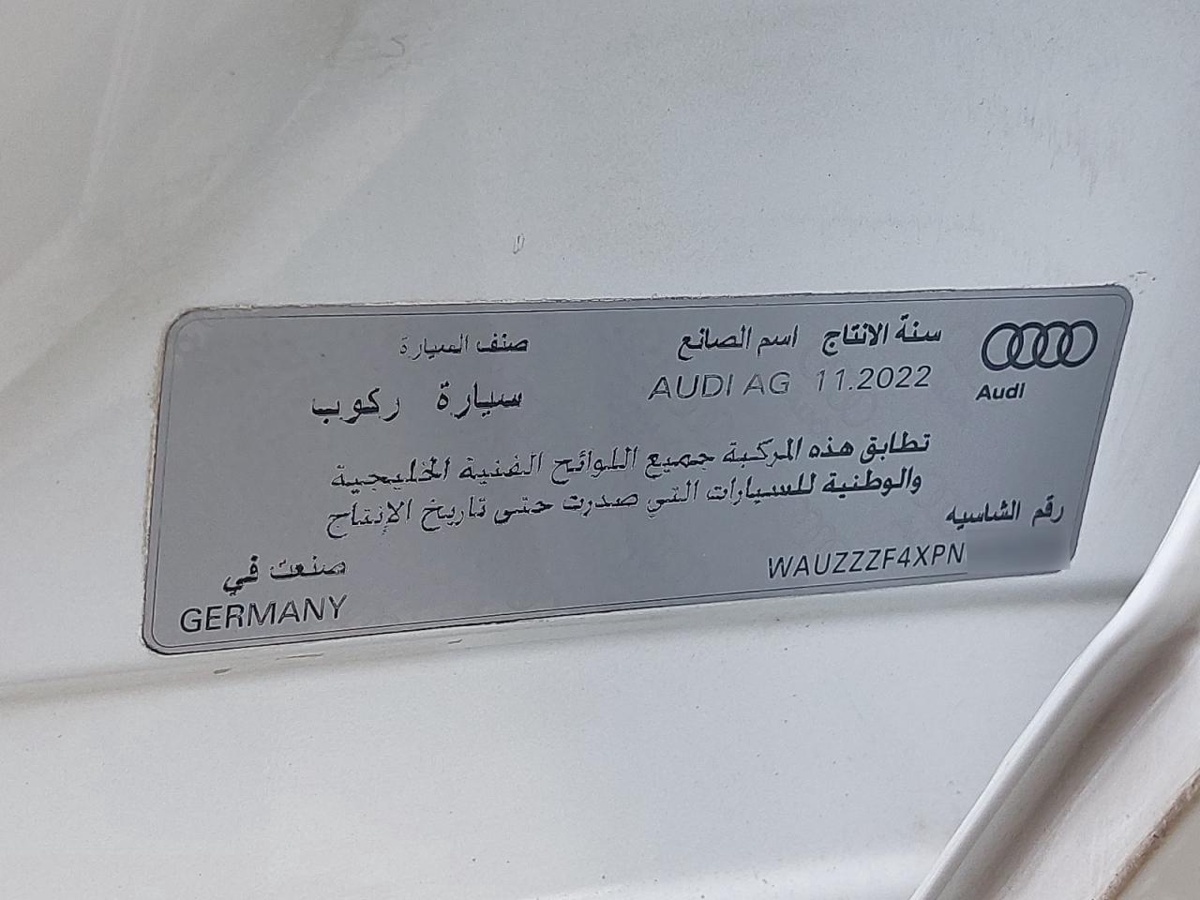 سنة الانتاج اسم الصانع صنف السيارة
AUDI AG 11.2022
Audi
سيارة ركوب
تطابق هذه المركبة جميع اللوائح الفنية الخليجية
والوطنية للسيارات التي صدرت حتى تاريخ الإنتاج
رقم الشاسيه
WAUZZZF4XPN
صنعت في
GERMANY